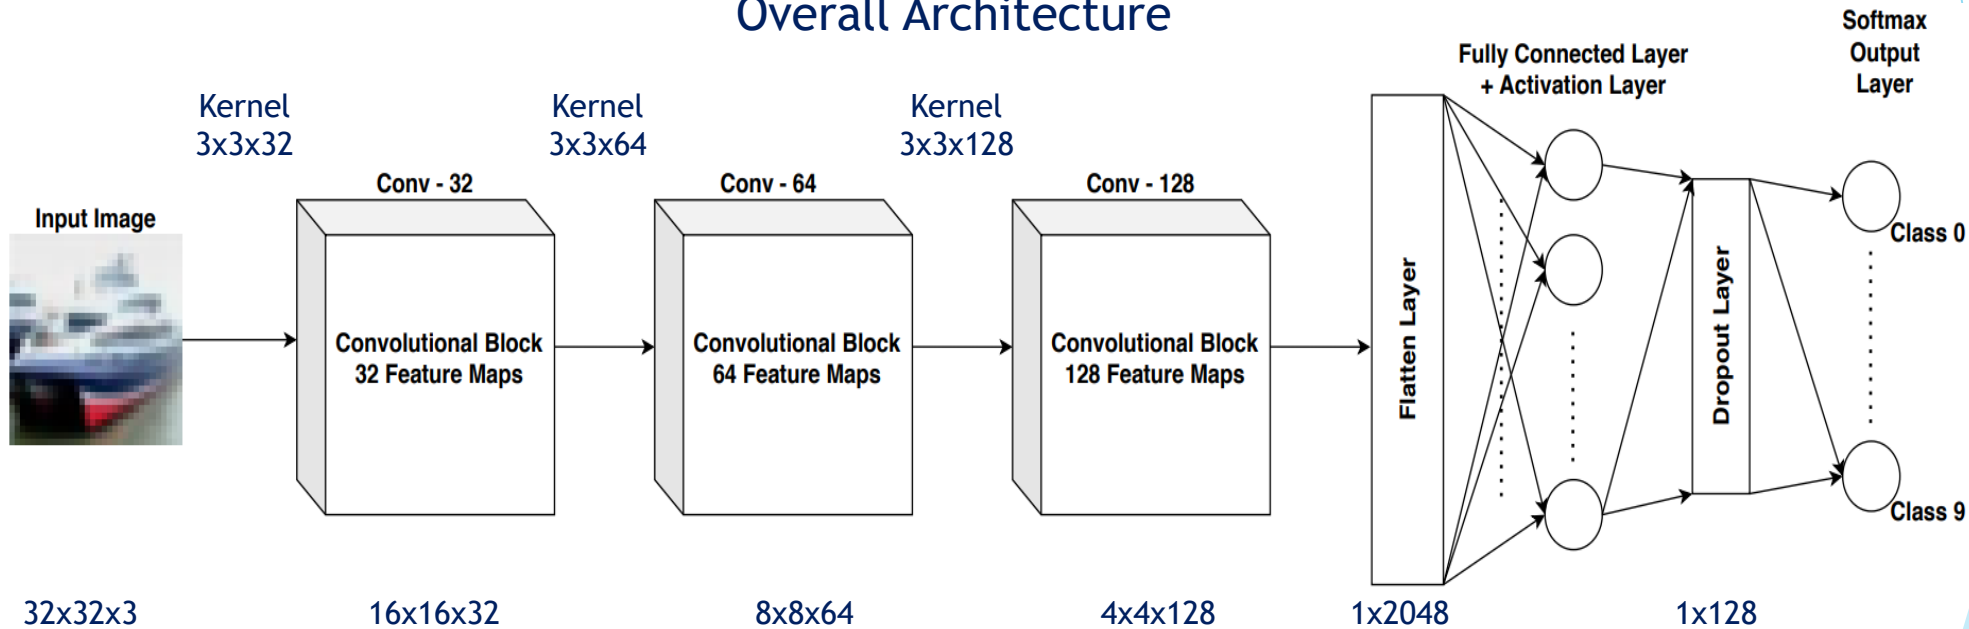 Overall Architecture
Kernel
3x3x32
Kernel
3x3x64
Kernel
3x3x128
Fully Connected Layer
+ Activation Layer
Softmax
Output
Layer
Input Image
Conv - 32
Convolutional Block
32 Feature Maps
Conv - 64
Convolutional Block
64 Feature Maps
Conv - 128
Convolutional Block
128 Feature Maps
Flatten Layer
Dropout Layer
Class 0
Class 9
32x32x3
16x16x32
8x8x64
4x4x128
1x2048
1x128